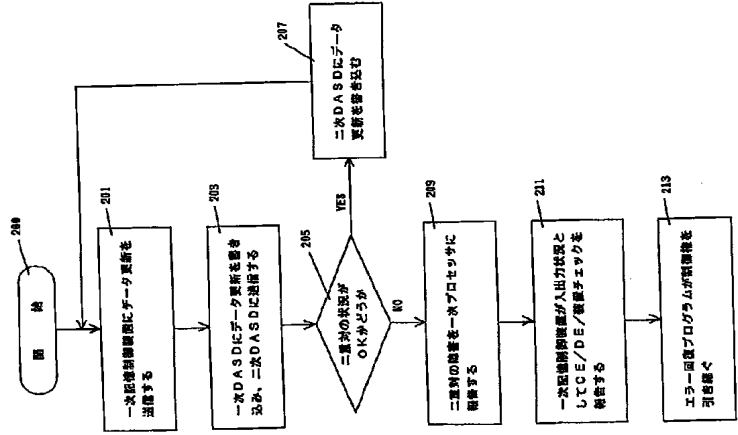 200
開 始
201
一次記憶制御装置にデータ更新を
送信する
203
一次DASDにデータ更新を書き
込み、二次DASDに送信する
205
二重対の状況が
OKかどうか
YES
207
二次DASDにデータ
更新を書き込む
NO
209
二重対の障害を一次プロセッサに
報告する
211
一次記憶制御装置が入出力状況と
してCE/DE/装置チェックを
報告する
213
エラー回復プログラムが制御権を
引き継ぐ